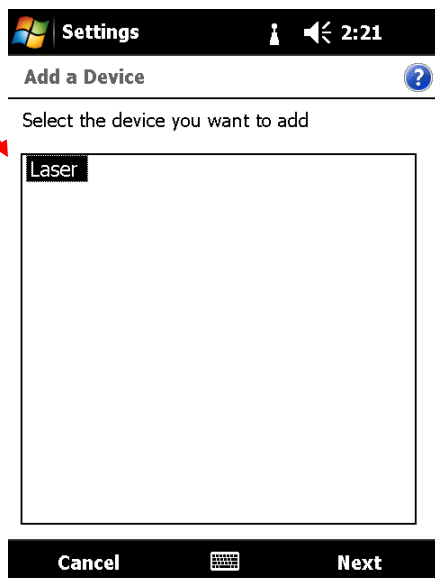 Settings 2:21
Add a Device
Select the device you want to add
Laser
Cancel Next